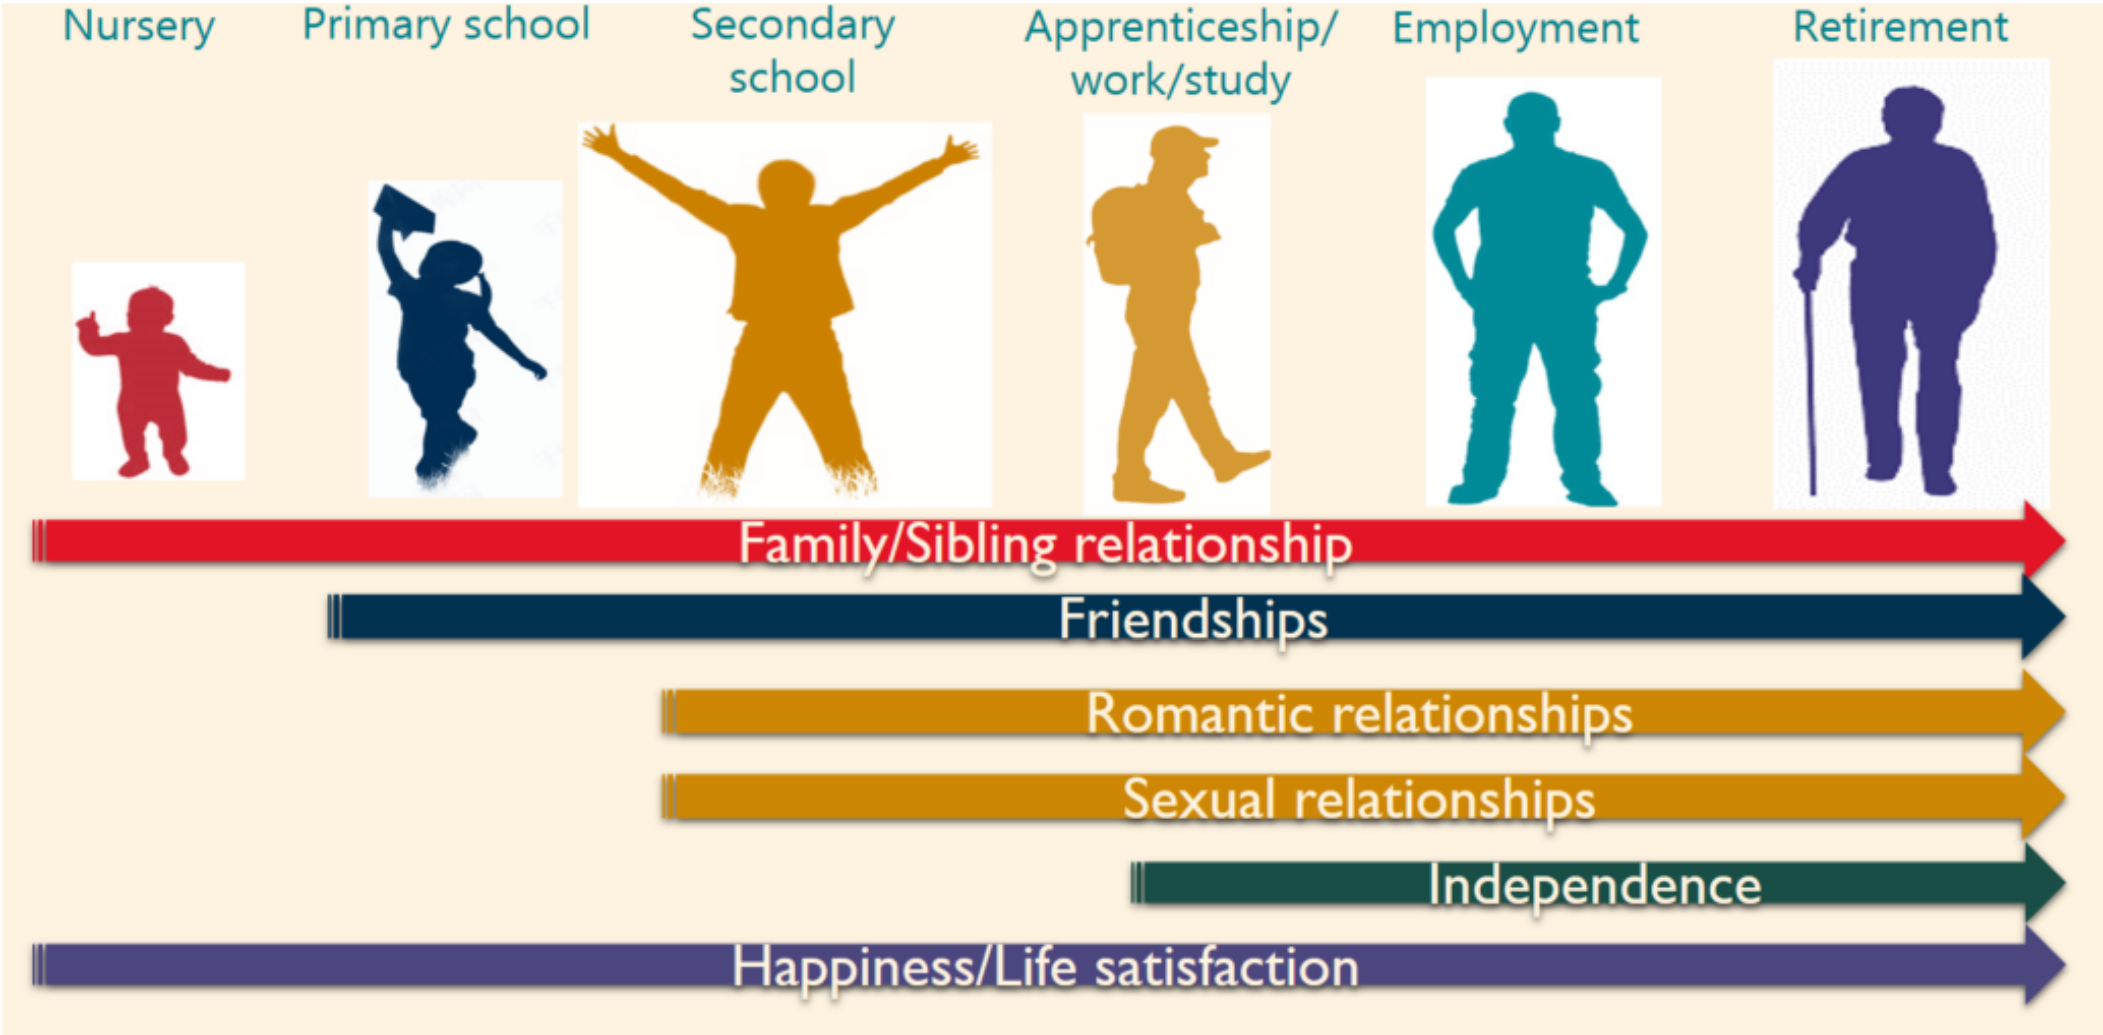 Nursery
Primary school
Secondary
school
Apprenticeship/
work/study
Employment
Retirement
Family/Sibling relationship
Friendships
Romantic relationships
Sexual relationships
Independence
Happiness/Life satisfaction